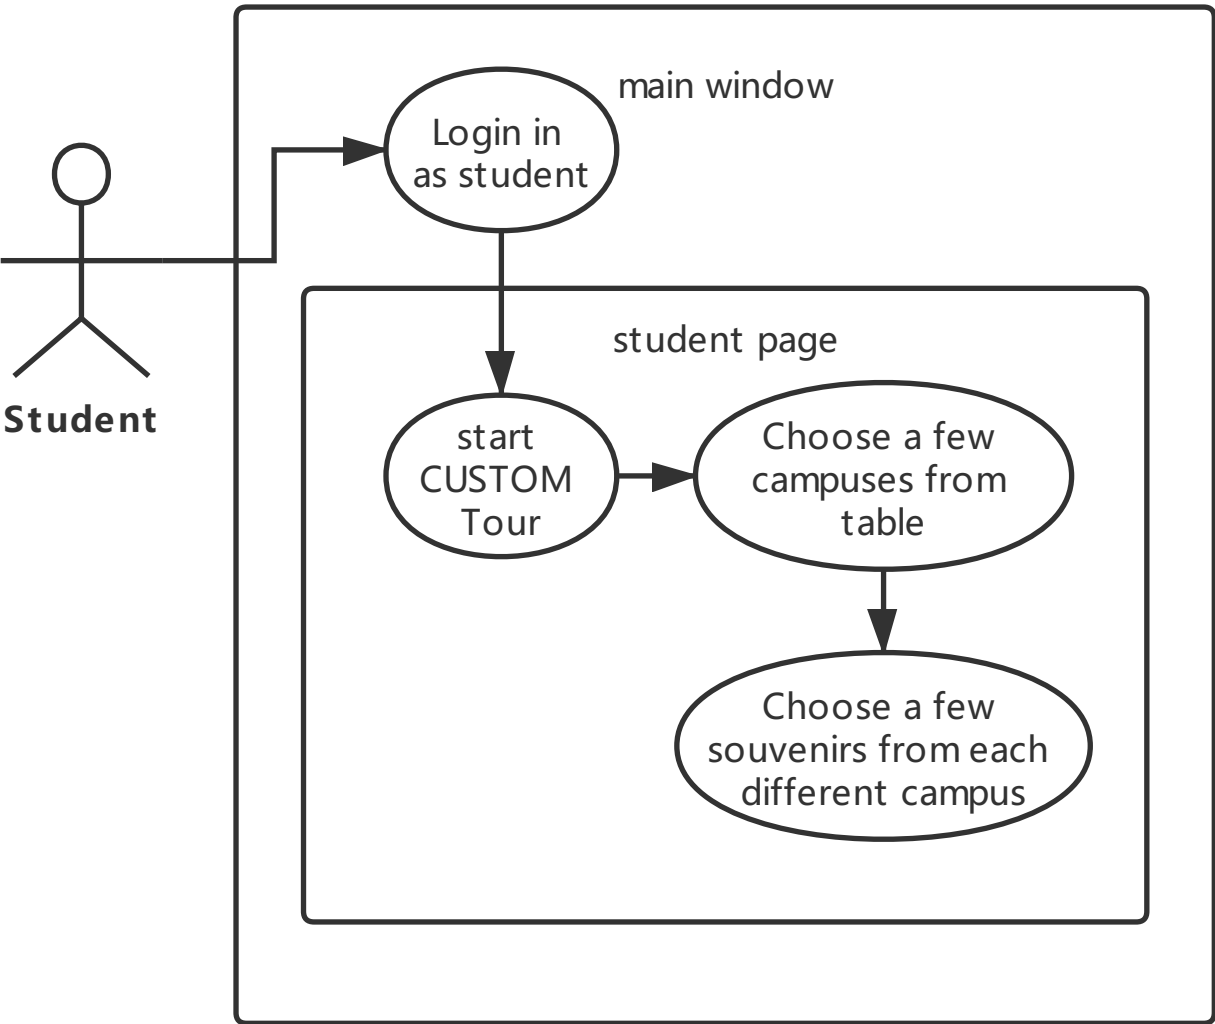 main window
Login in
as student
Student
student page
start
CUSTOM
Tour
Choose a few
campuses from
table
Choose a few
souvenirs from each
different campus